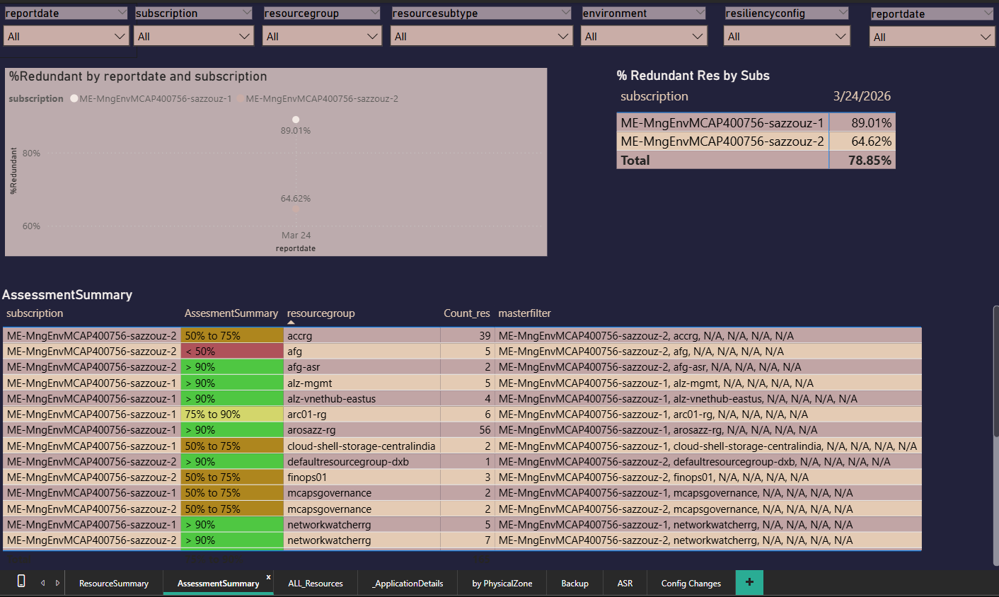 reportdate subscription resourcegroup resourcesubtype environment resiliencyconfig reportdate
All All All All All All All
%Redundant by reportdate and subscription
subscription ME-MngEnvMCAP400756-sazzouz-1 ME-MngEnvMCAP400756-sazzouz-2
89.01%
80%
%Redundant
64.62%
60%
Mar 24
reportdate
% Redundant Res by Subs
subscription 3/24/2026
ME-MngEnvMCAP400756-sazzouz-1 89.01%
ME-MngEnvMCAP400756-sazzouz-2 64.62%
Total 78.85%
AssessmentSummary
subscription AssesmentSummary resourcegroup Count_res masterfilter
ME-MngEnvMCAP400756-sazzouz-2 50% to 75% accrg 39 ME-MngEnvMCAP400756-sazzouz-2, accrg, N/A, N/A, N/A, N/A
ME-MngEnvMCAP400756-sazzouz-2 < 50% afg 5 ME-MngEnvMCAP400756-sazzouz-2, afg, N/A, N/A, N/A, N/A
ME-MngEnvMCAP400756-sazzouz-2 > 90% afg-asr 2 ME-MngEnvMCAP400756-sazzouz-2, afg-asr, N/A, N/A, N/A, N/A
ME-MngEnvMCAP400756-sazzouz-1 > 90% alz-mgmt 5 ME-MngEnvMCAP400756-sazzouz-1, alz-mgmt, N/A, N/A, N/A, N/A
ME-MngEnvMCAP400756-sazzouz-1 > 90% alz-vnethub-eastus 4 ME-MngEnvMCAP400756-sazzouz-1, alz-vnethub-eastus, N/A, N/A, N/A, N/A
ME-MngEnvMCAP400756-sazzouz-1 75% to 90% arc01-rg 6 ME-MngEnvMCAP400756-sazzouz-1, arc01-rg, N/A, N/A, N/A, N/A
ME-MngEnvMCAP400756-sazzouz-1 > 90% arosazz-rg 56 ME-MngEnvMCAP400756-sazzouz-1, arosazz-rg, N/A, N/A, N/A, N/A
ME-MngEnvMCAP400756-sazzouz-1 50% to 75% cloud-shell-storage-centralindia 2 ME-MngEnvMCAP400756-sazzouz-1, cloud-shell-storage-centralindia, N/A, N/A, N/A, N/A
ME-MngEnvMCAP400756-sazzouz-2 > 90% defaultresourcegroup-dxb 1 ME-MngEnvMCAP400756-sazzouz-2, defaultresourcegroup-dxb, N/A, N/A, N/A, N/A
ME-MngEnvMCAP400756-sazzouz-2 50% to 75% finops01 3 ME-MngEnvMCAP400756-sazzouz-2, finops01, N/A, N/A, N/A, N/A
ME-MngEnvMCAP400756-sazzouz-1 50% to 75% mcapsgovernance 2 ME-MngEnvMCAP400756-sazzouz-1, mcapsgovernance, N/A, N/A, N/A, N/A
ME-MngEnvMCAP400756-sazzouz-2 50% to 75% mcapsgovernance 2 ME-MngEnvMCAP400756-sazzouz-2, mcapsgovernance, N/A, N/A, N/A, N/A
ME-MngEnvMCAP400756-sazzouz-1 > 90% networkwatcherrg 5 ME-MngEnvMCAP400756-sazzouz-1, networkwatcherrg, N/A, N/A, N/A, N/A
ME-MngEnvMCAP400756-sazzouz-2 > 90% networkwatcherrg 7 ME-MngEnvMCAP400756-sazzouz-2, networkwatcherrg, N/A, N/A, N/A, N/A
ResourceSummary AssessmentSummary x ALL_Resources _ApplicationDetails by PhysicalZone Backup ASR Config Changes +